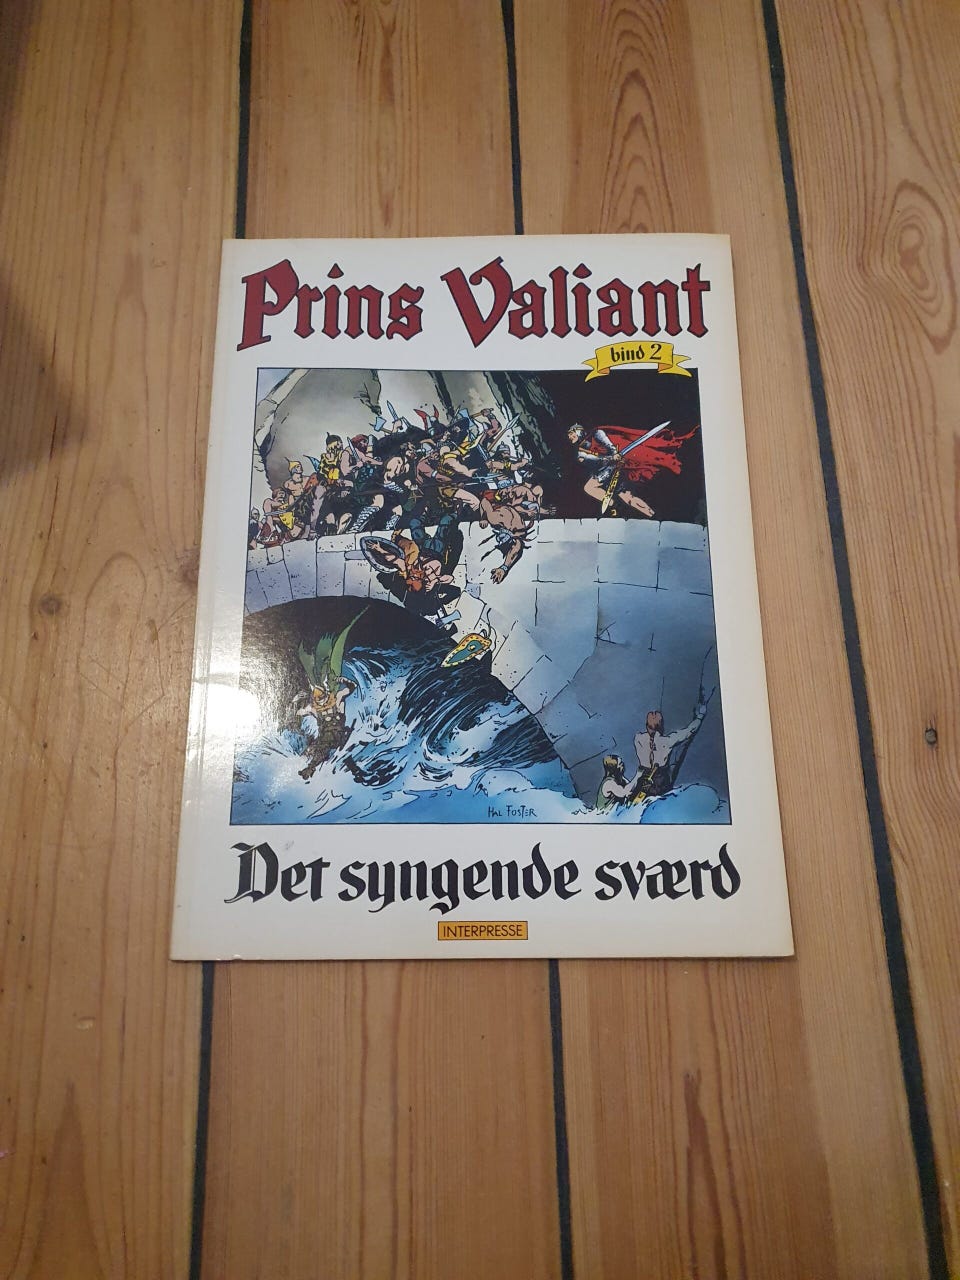 Prins Valiant
bind 2
HAL FOSTER
Det syngende sværd
INTERPRESSE